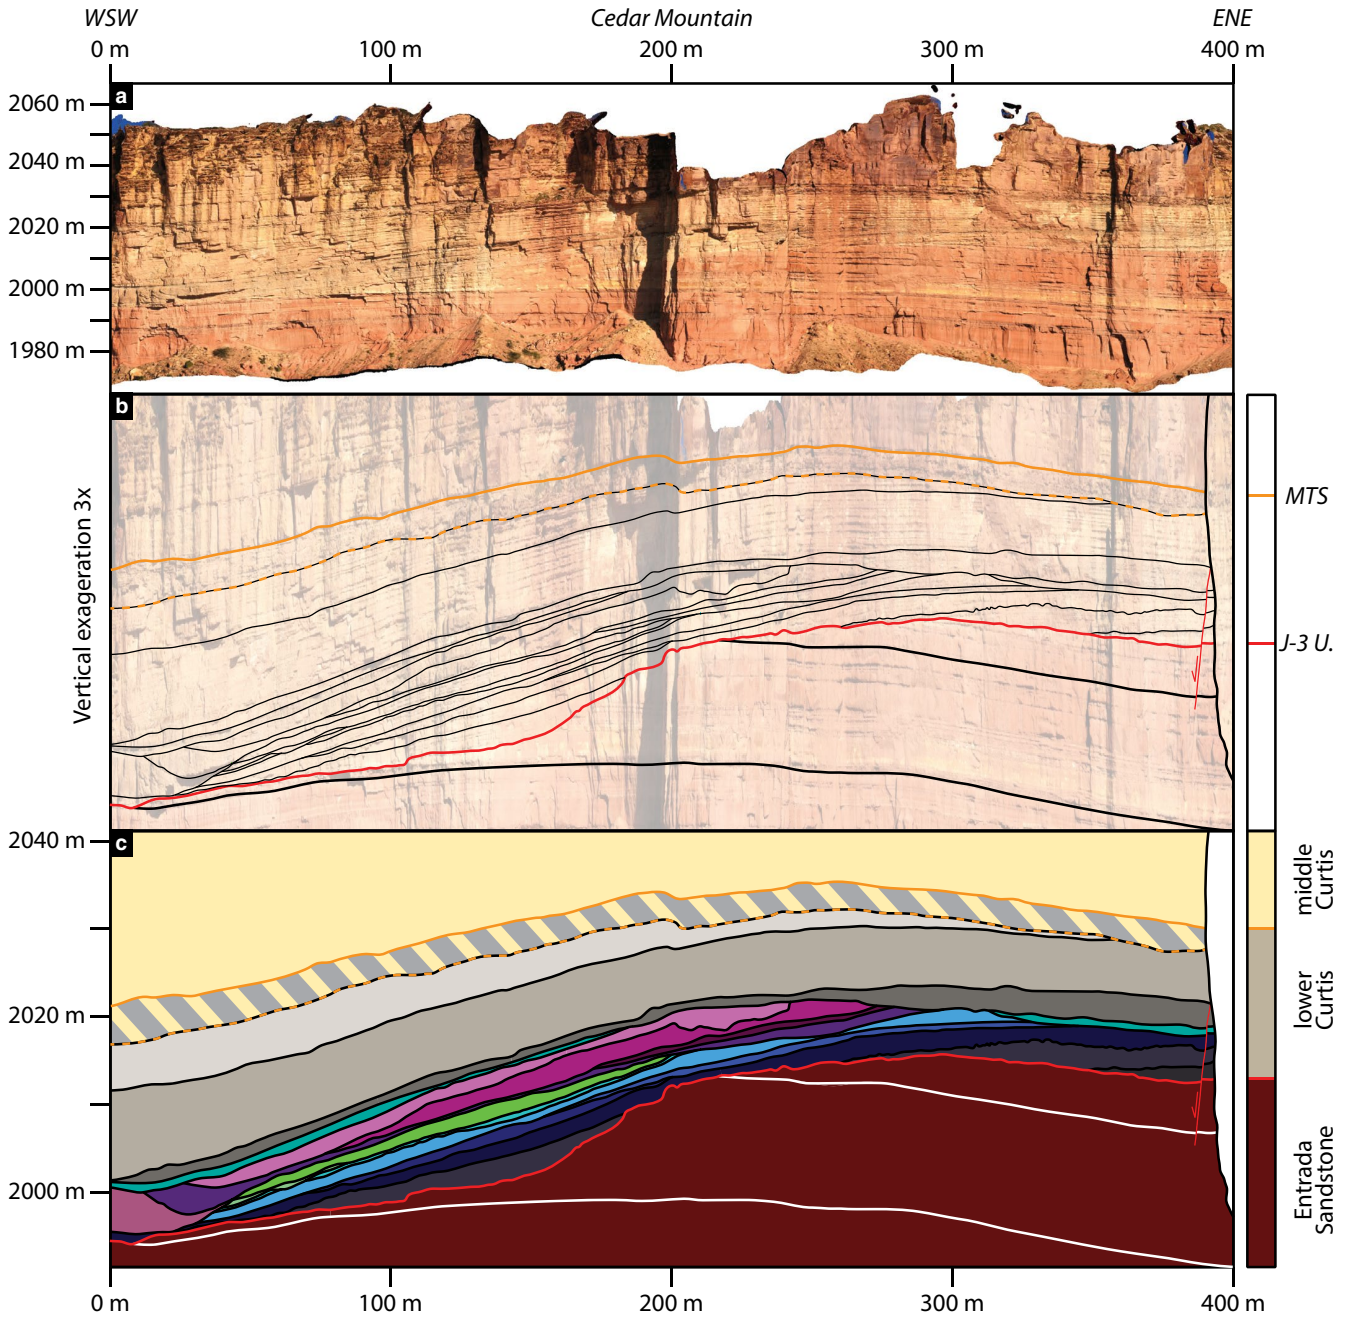 WSW Cedar Mountain ENE
0 m 100 m 200 m 300 m 400 m
a
2060 m
2040 m
2020 m
2000 m
1980 m
b
Vertical exageration 3x
MTS
J-3 U.
c
2040 m
2020 m
2000 m
middle
Curtis
lower
Curtis
Entrada
Sandstone
0 m 100 m 200 m 300 m 400 m